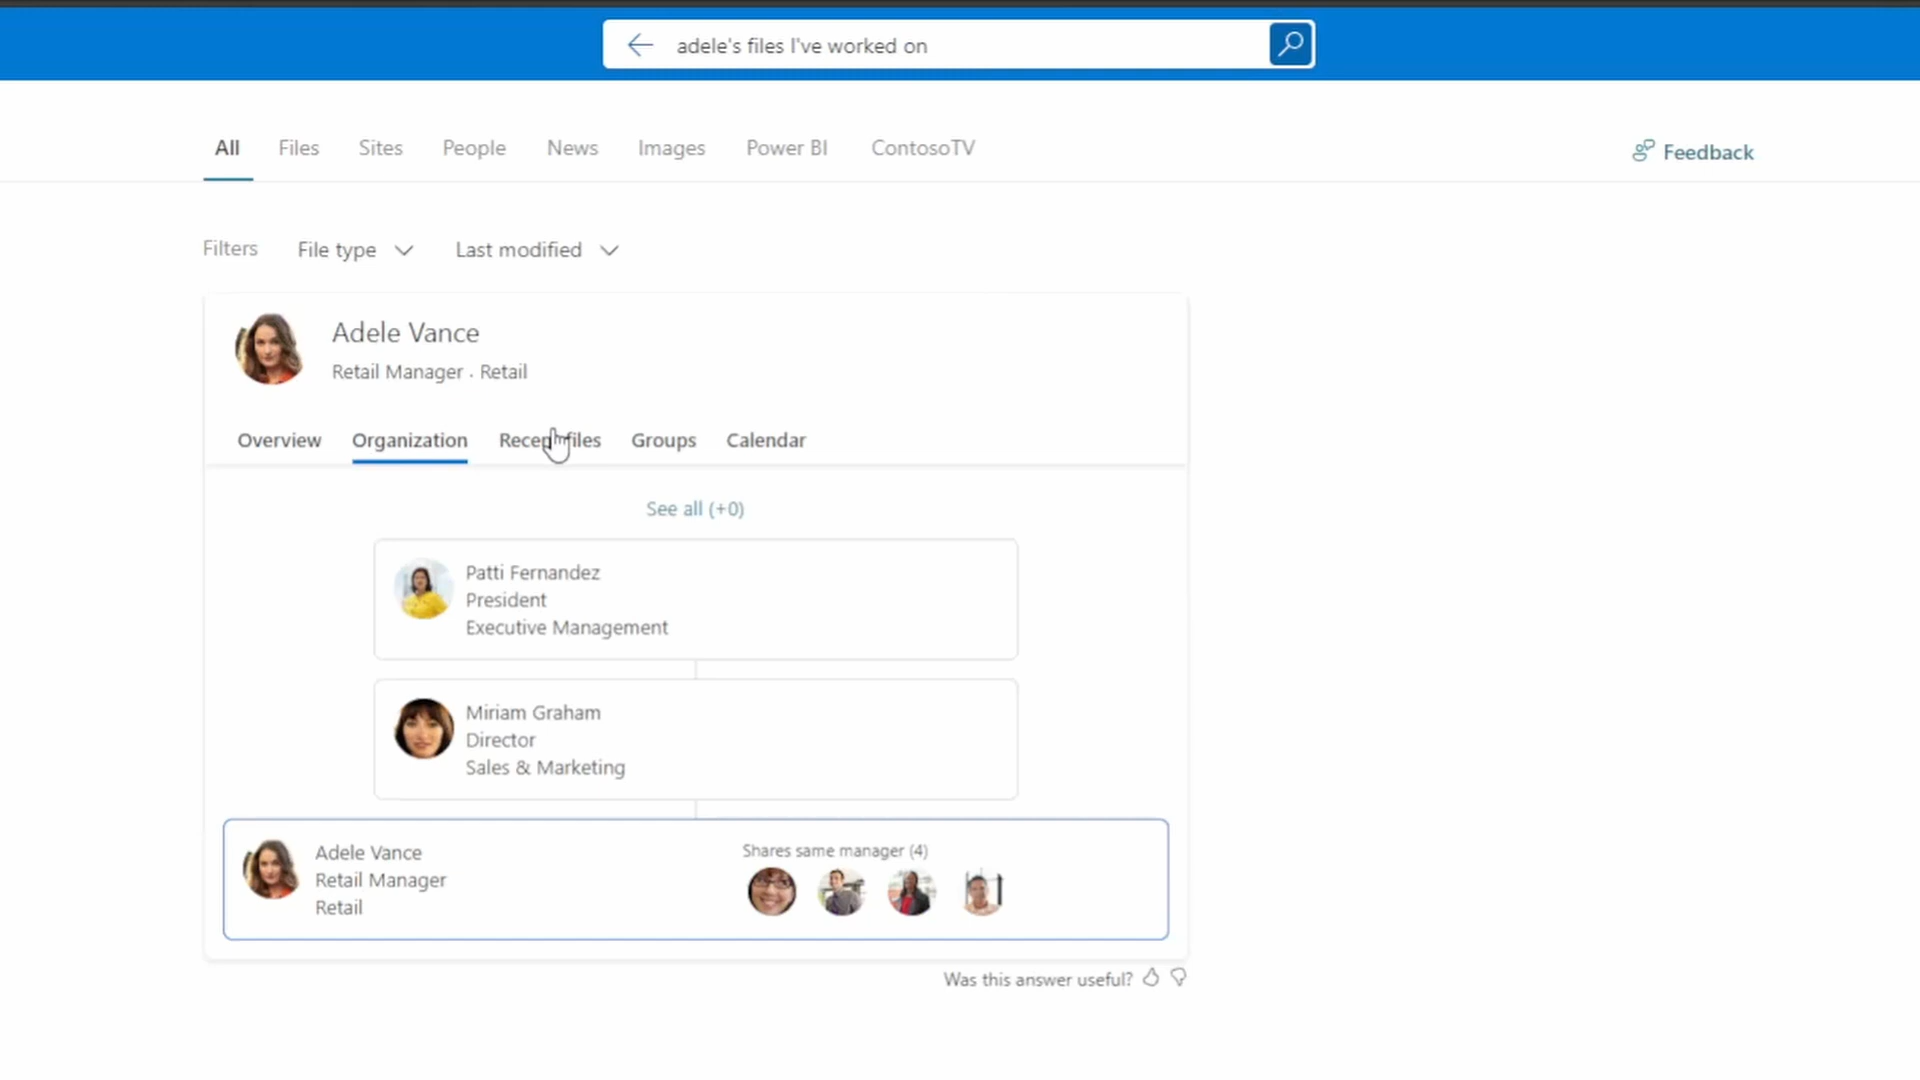 adele's files I've worked on
All Files Sites People News Images Power BI ContosoTV
Feedback
Filters File type Last modified
Adele Vance
Retail Manager · Retail
Overview Organization Recent files Groups Calendar
See all (+0)
Patti Fernandez
President
Executive Management
Miriam Graham
Director
Sales & Marketing
Adele Vance
Retail Manager
Retail
Shares same manager (4)
Was this answer useful?